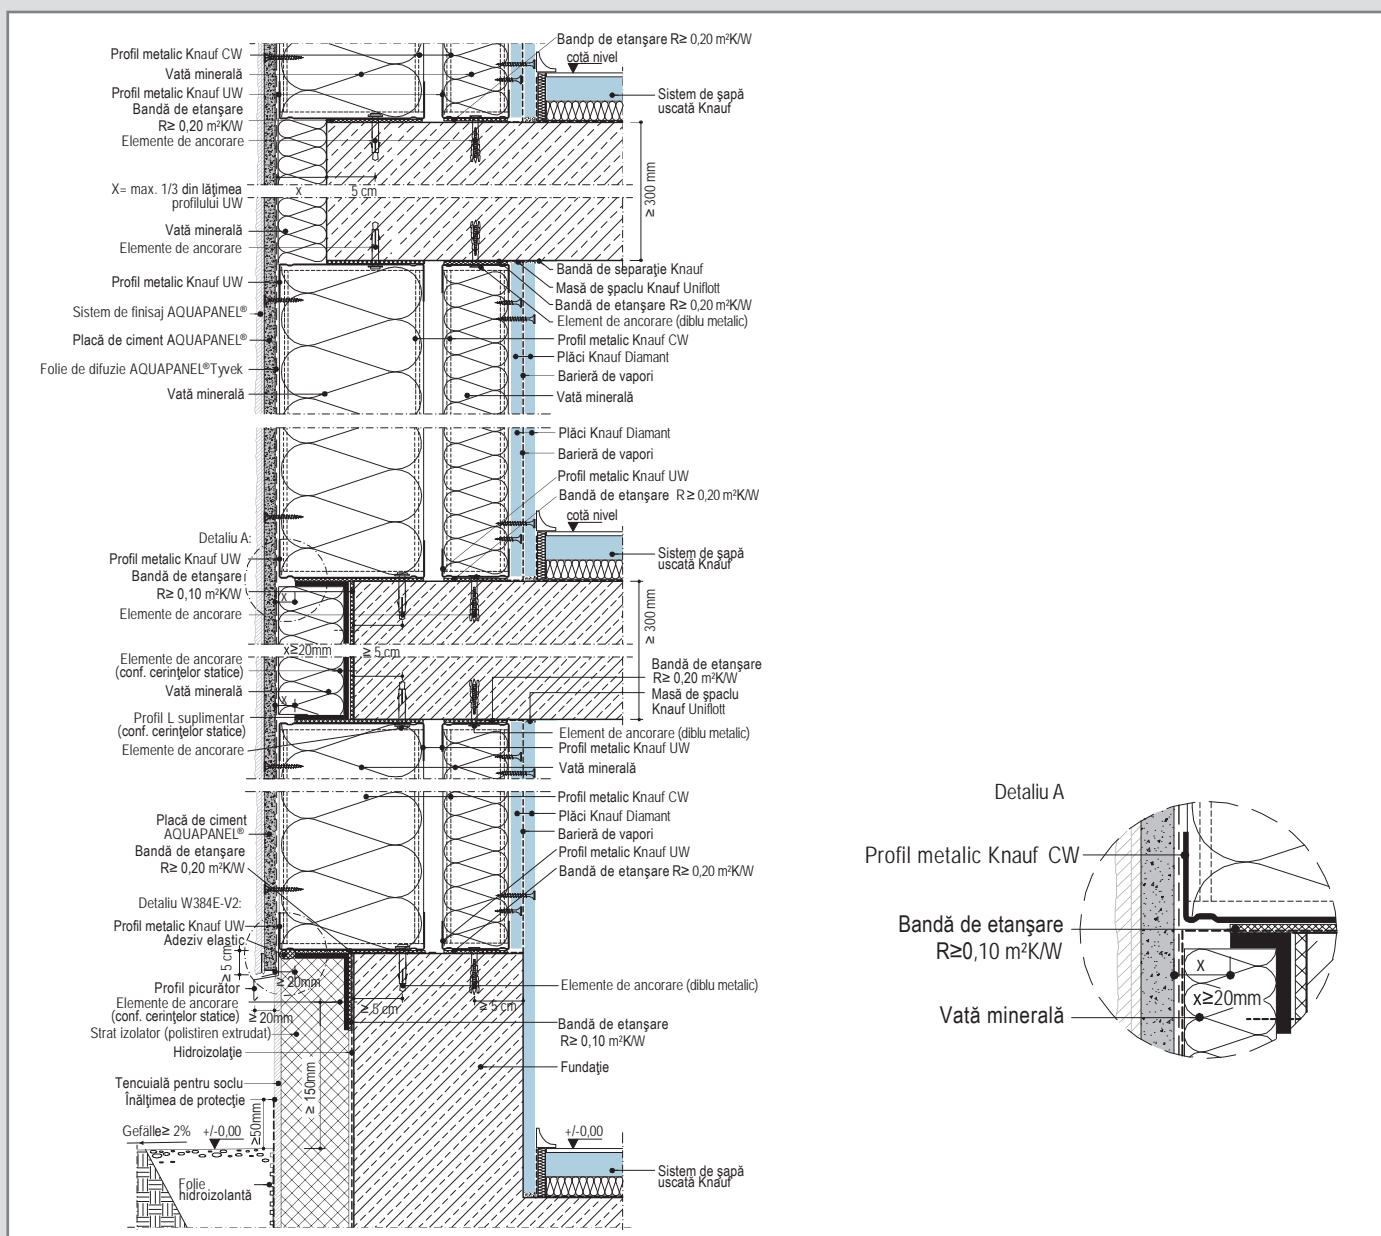 Profil metalic Knauf CW
Vată minerală
Profil metalic Knauf UW
Bandă de etanşare
R≥ 0,20 m²K/W
Elemente de ancorare
X= max. 1/3 din lăţimea
profilului UW
Vată minerală
Elemente de ancorare
Profil metalic Knauf UW
Sistem de finisaj AQUAPANEL®
Placă de ciment AQUAPANEL®
Folie de difuzie AQUAPANEL®Tyvek
Vată minerală
x
5 cm
Bandp de etanşare R≥ 0,20 m²K/W
cotă nivel
Sistem de şapă
uscată Knauf
≥ 300 mm
Bandă de separaţie Knauf
Masă de şpaclu Knauf Uniflott
Bandă de etanşare R≥ 0,20 m²K/W
Element de ancorare (diblu metalic)
Profil metalic Knauf CW
Plăci Knauf Diamant
Barieră de vapori
Vată minerală
Plăci Knauf Diamant
Barieră de vapori
Profil metalic Knauf UW
Bandă de etanşare R ≥ 0,20 m²K/W
cotă nivel
Sistem de şapă
uscată Knauf
Detaliu A:
Profil metalic Knauf UW
Bandă de etanşare
R≥ 0,10 m²K/W
Elemente de ancorare
x
x≥20mm
≥ 5 cm
≥ 300 mm
Elemente de ancorare
(conf. cerinţelor statice)
Vată minerală
x
Profil L suplimentar
(conf. cerinţelor statice)
Elemente de ancorare
Bandă de etanşare
R≥ 0,20 m²K/W
Masă de şpaclu
Knauf Uniflott
Element de ancorare (diblu metalic)
Profil metalic Knauf UW
Vată minerală
Profil metalic Knauf CW
Plăci Knauf Diamant
Barieră de vapori
Profil metalic Knauf UW
Bandă de etanşare R≥ 0,20 m²K/W
Placă de ciment
AQUAPANEL®
Bandă de etanşare
R≥ 0,20 m²K/W
Detaliu W384E-V2:
Profil metalic Knauf UW
Adeziv elastic
≥ 5 cm
≥ 20mm
Profil picurător
Elemente de ancorare
(conf. cerinţelor statice)
≥ 20mm
Strat izolator (polistiren extrudat)
Hidroizolaţie
≥ 5 cm
≥ 5 cm
Elemente de ancorare (diblu metalic)
Bandă de etanşare
R≥ 0,10 m²K/W
Fundaţie
Tencuială pentru soclu
Înălţimea de protecţie
≥ 150mm
≥50mm
Gefälle≥ 2%
+/-0,00
Folie
hidroizolantă
+/-0,00
Sistem de şapă
uscată Knauf
Detaliu A
Profil metalic Knauf CW
Bandă de etanşare
R≥0,10 m²K/W
x
x≥20mm
Vată minerală